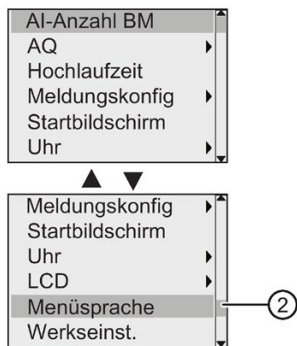 AI-Anzahl BM
AQ
Hochlaufzeit
Meldungskonfig
Startbildschirm
Uhr
Meldungskonfig
Startbildschirm
Uhr
LCD
Menüsprache
2
Werkseinst.